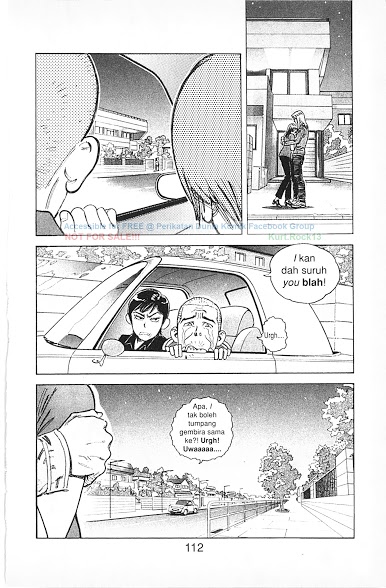 Accessible for FREE @ Perikatan Dunia Komik Facebook Group
NOT FOR SALE!!!
Kurt.Rock13
I kan
dah suruh
you blah!
Urgh...
Apa, I
tak boleh
tumpang
gembira sama
ke?! Urgh!
Uwaaaaa....
112